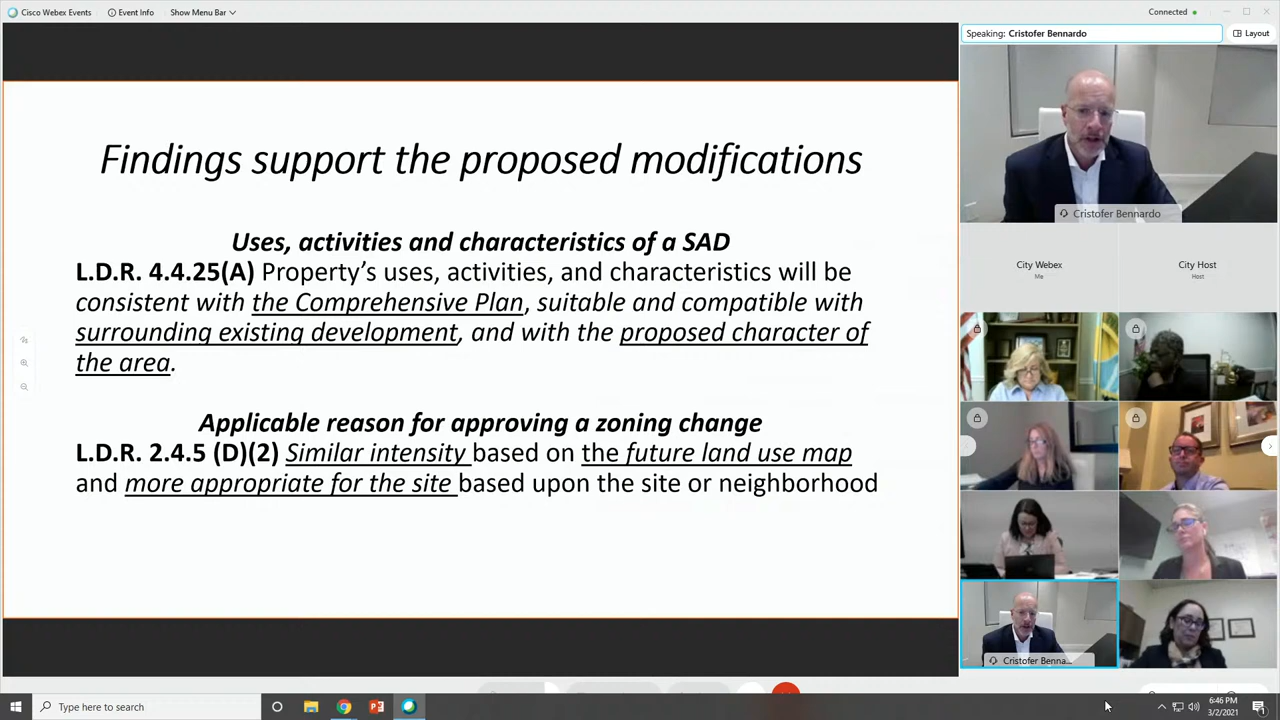 Cisco Webex Events
Event Info
Show Menu Bar
Connected
Speaking: Cristofer Bennardo
Layout
Findings support the proposed modifications
Uses, activities and characteristics of a SAD
L.D.R. 4.4.25(A) Property's uses, activities, and characteristics will be
consistent with the Comprehensive Plan, suitable and compatible with
surrounding existing development, and with the proposed character of
the area.
Applicable reason for approving a zoning change
L.D.R. 2.4.5 (D)(2) Similar intensity based on the future land use map
and more appropriate for the site based upon the site or neighborhood
Cristofer Bennardo
City Webex
Me
City Host
Host
Cristofer Benna...
Type here to search
6:46 PM
3/2/2021
1